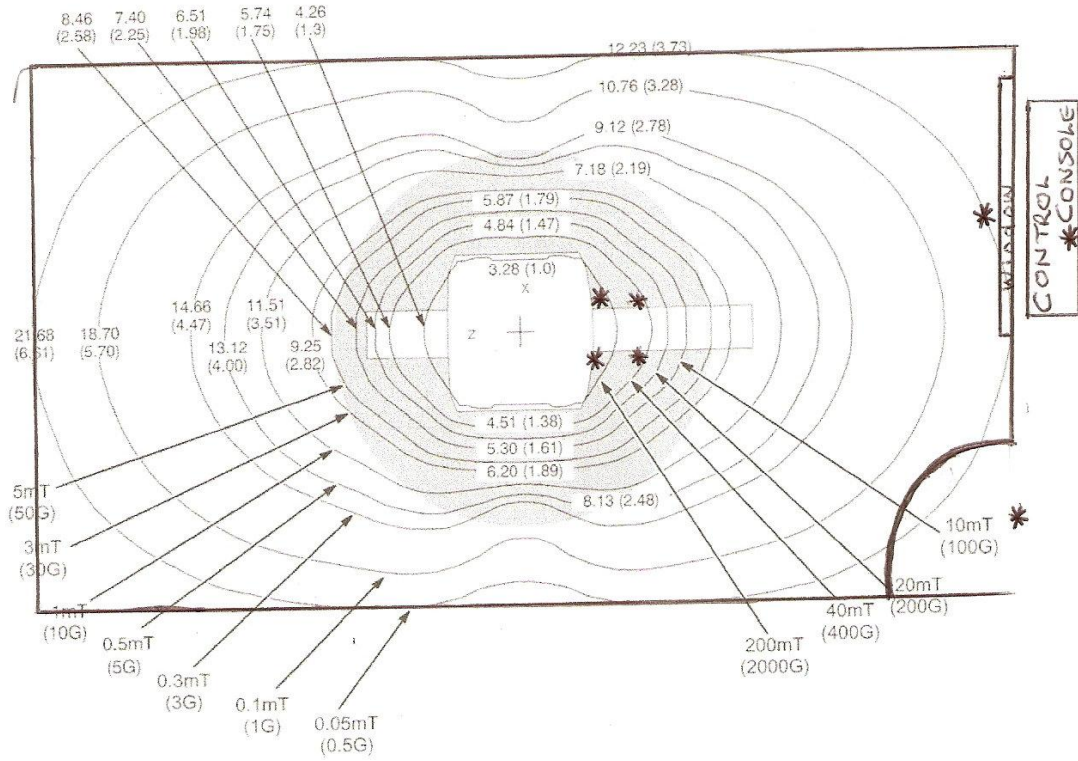 8.46 7.40 6.51 5.74 4.26
(2.58) (2.25) (1.98) (1.75) (1.3)
12.23 (3.73)
10.76 (3.28)
9.12 (2.78)
7.18 (2.19)
5.87 (1.79)
4.84 (1.47)
3.28 (1.0)
X
Z
WINDOW
CONTROL
*CONSOLE
21.68
(6.61)
18.70
(5.70)
14.66
(4.47)
13.12
(4.00)
11.51
(3.51)
9.25
(2.82)
4.51 (1.38)
5.30 (1.61)
6.20 (1.89)
8.13 (2.48)
5mT
(50G)
3mT
(30G)
1mT
(10G)
0.5mT
(5G)
0.3mT
(3G)
0.1mT
(1G)
0.05mT
(0.5G)
10mT
(100G)
20mT
(200G)
40mT
(400G)
200mT
(2000G)